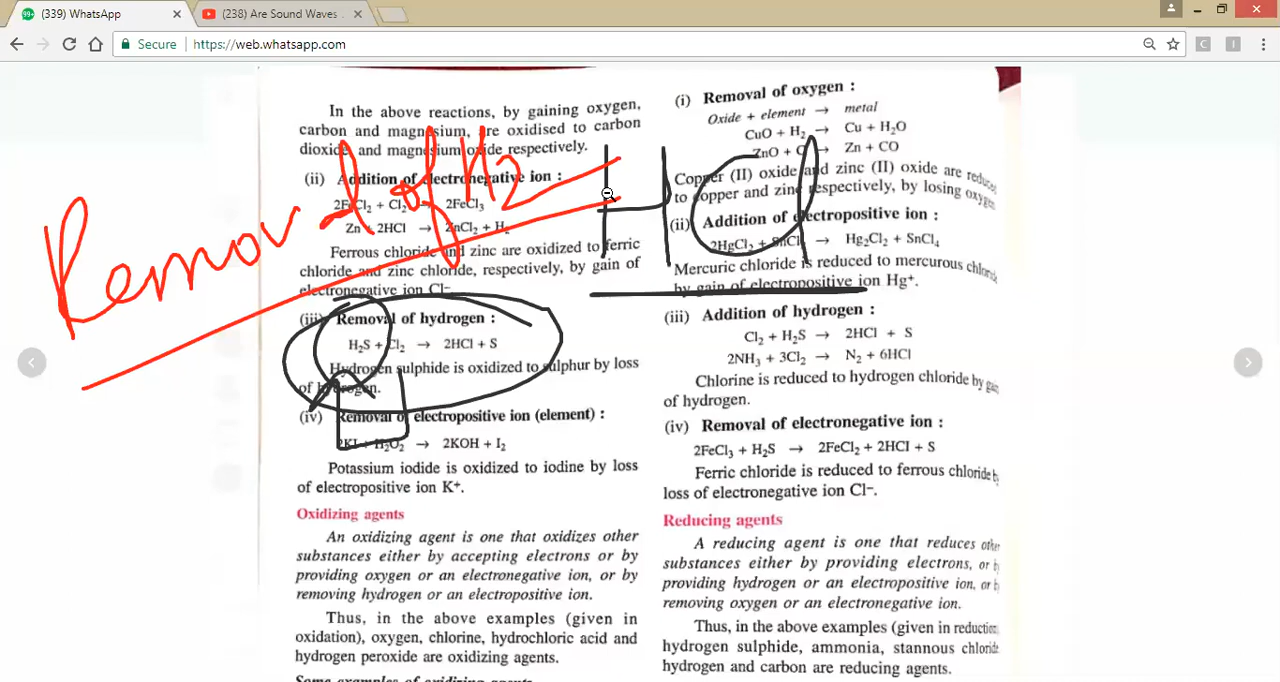 (339) WhatsApp
(238) Are Sound Waves
Secure
https://web.whatsapp.com
In the above reactions, by gaining oxygen,
carbon and magnesium, are oxidised to carbon
dioxide and magnesium oxide respectively.
(ii) Addition of electronegative ion :
2FeCl₂ + Cl₂ → 2FeCl₃
Zn + 2HCl → ZnCl₂ + H₂
Ferrous chloride and zinc are oxidized to ferric
chloride and zinc chloride, respectively, by gain of
electronegative ion Cl⁻
(iii) Removal of hydrogen :
H₂S + Cl₂ → 2HCl + S
Hydrogen sulphide is oxidized to sulphur by loss
of hydrogen.
(iv) Removal of electropositive ion (element) :
2KI + H₂O₂ → 2KOH + I₂
Potassium iodide is oxidized to iodine by loss
of electropositive ion K⁺.
Oxidizing agents
An oxidizing agent is one that oxidizes other
substances either by accepting electrons or by
providing oxygen or an electronegative ion, or by
removing hydrogen or an electropositive ion.
Thus, in the above examples (given in
oxidation), oxygen, chlorine, hydrochloric acid and
hydrogen peroxide are oxidizing agents.
Some examples of oxidizing agents
(i) Removal of oxygen :
Oxide + element → metal
CuO + H₂ → Cu + H₂O
ZnO + C → Zn + CO
Copper (II) oxide and zinc (II) oxide are
to copper and zinc respectively, by losing
(ii) Addition of electropositive ion :
2HgCl₂ + SnCl₂ → Hg₂Cl₂ + SnCl₄
Mercuric chloride is reduced to mercurous
by gain of electropositive ion Hg⁺.
(iii) Addition of hydrogen :
Cl₂ + H₂S → 2HCl + S
2NH₃ + 3Cl₂ → N₂ + 6HCl
Chlorine is reduced to hydrogen chloride by
of hydrogen.
(iv) Removal of electronegative ion :
2FeCl₃ + H₂S → 2FeCl₂ + 2HCl + S
Ferric chloride is reduced to ferrous chloride
loss of electronegative ion Cl⁻.
Reducing agents
A reducing agent is one that reduces
substances either by providing electrons, or
providing hydrogen or an electropositive ion, or
removing oxygen or an electronegative ion.
Thus, in the above examples (given in
hydrogen sulphide, ammonia, stannous
hydrogen and carbon are reducing agents.
Removal of H₂
H Cl